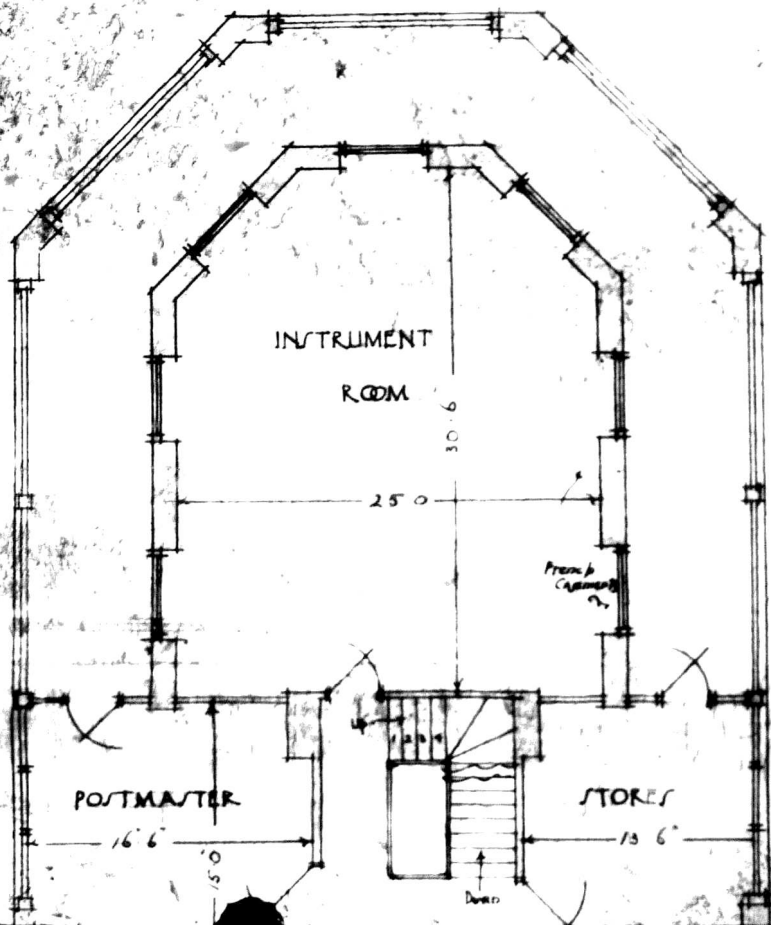 INSTRUMENT
ROOM
30·6
25 0
French
Casements
UP
1 2 3 4
POSTMASTER
16' 6"
15' 0"
STORES
13' 6"
Down